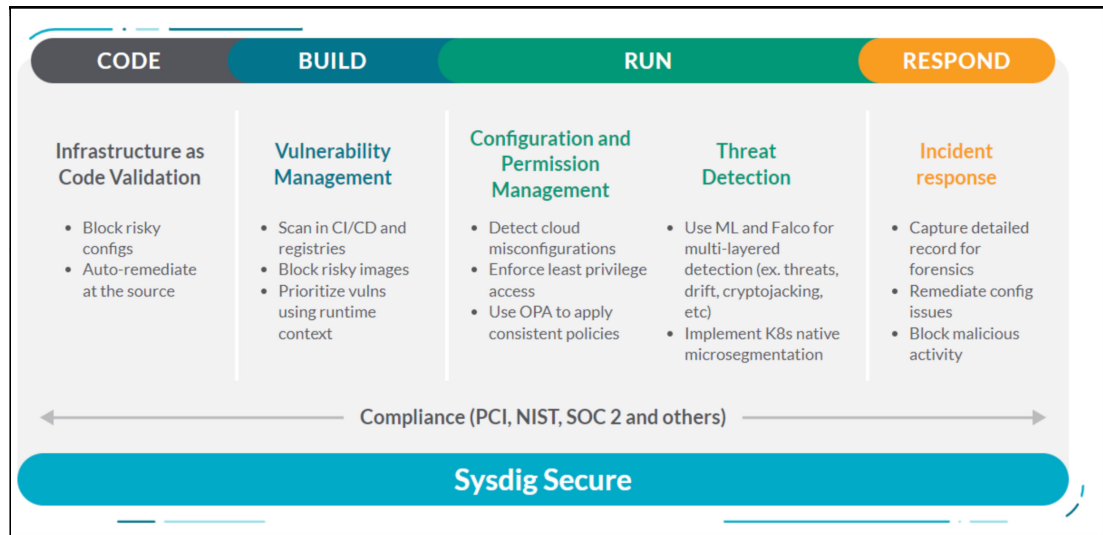 CODE
BUILD
RUN
RESPOND
Infrastructure as
Code Validation
• Block risky
configs
• Auto-remediate
at the source
Vulnerability
Management
• Scan in CI/CD and
registries
• Block risky images
• Prioritize vulns
using runtime
context
Configuration and
Permission
Management
• Detect cloud
misconfigurations
• Enforce least privilege
access
• Use OPA to apply
consistent policies
Threat
Detection
• Use ML and Falco for
multi-layered
detection (ex. threats,
drift, cryptojacking,
etc)
• Implement K8s native
microsegmentation
Incident
response
• Capture detailed
record for
forensics
• Remediate config
issues
• Block malicious
activity
Compliance (PCI, NIST, SOC 2 and others)
Sysdig Secure